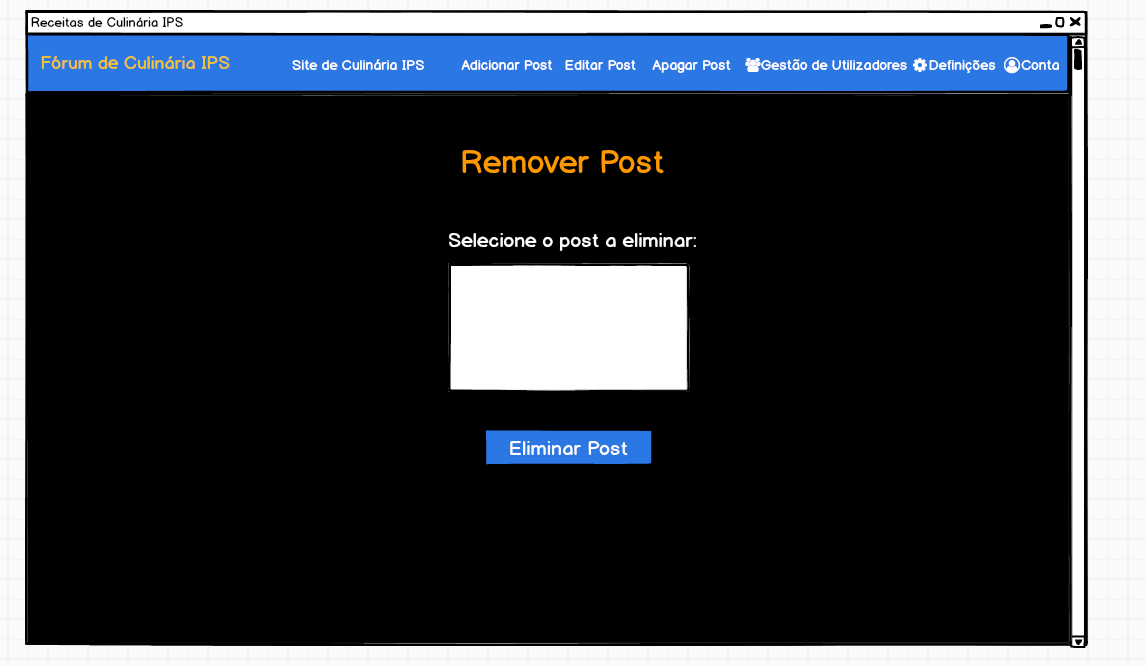 Receitas de Culinária IPS
Fórum de Culinária IPS Site de Culinária IPS Adicionar Post Editar Post Apagar Post Gestão de Utilizadores Definições Conta
Remover Post
Selecione o post a eliminar:
Eliminar Post